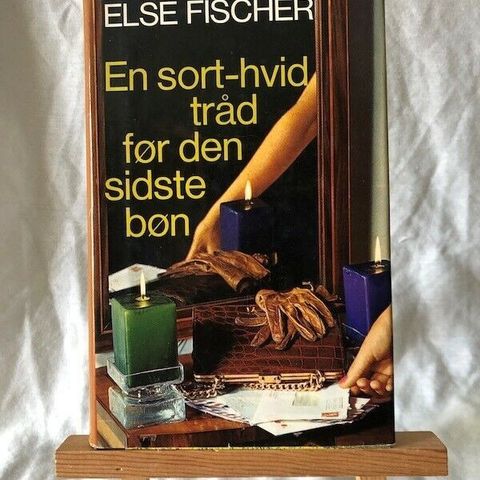 ELSE FISCHER
En sort-hvid
tråd
før den
sidste
bøn